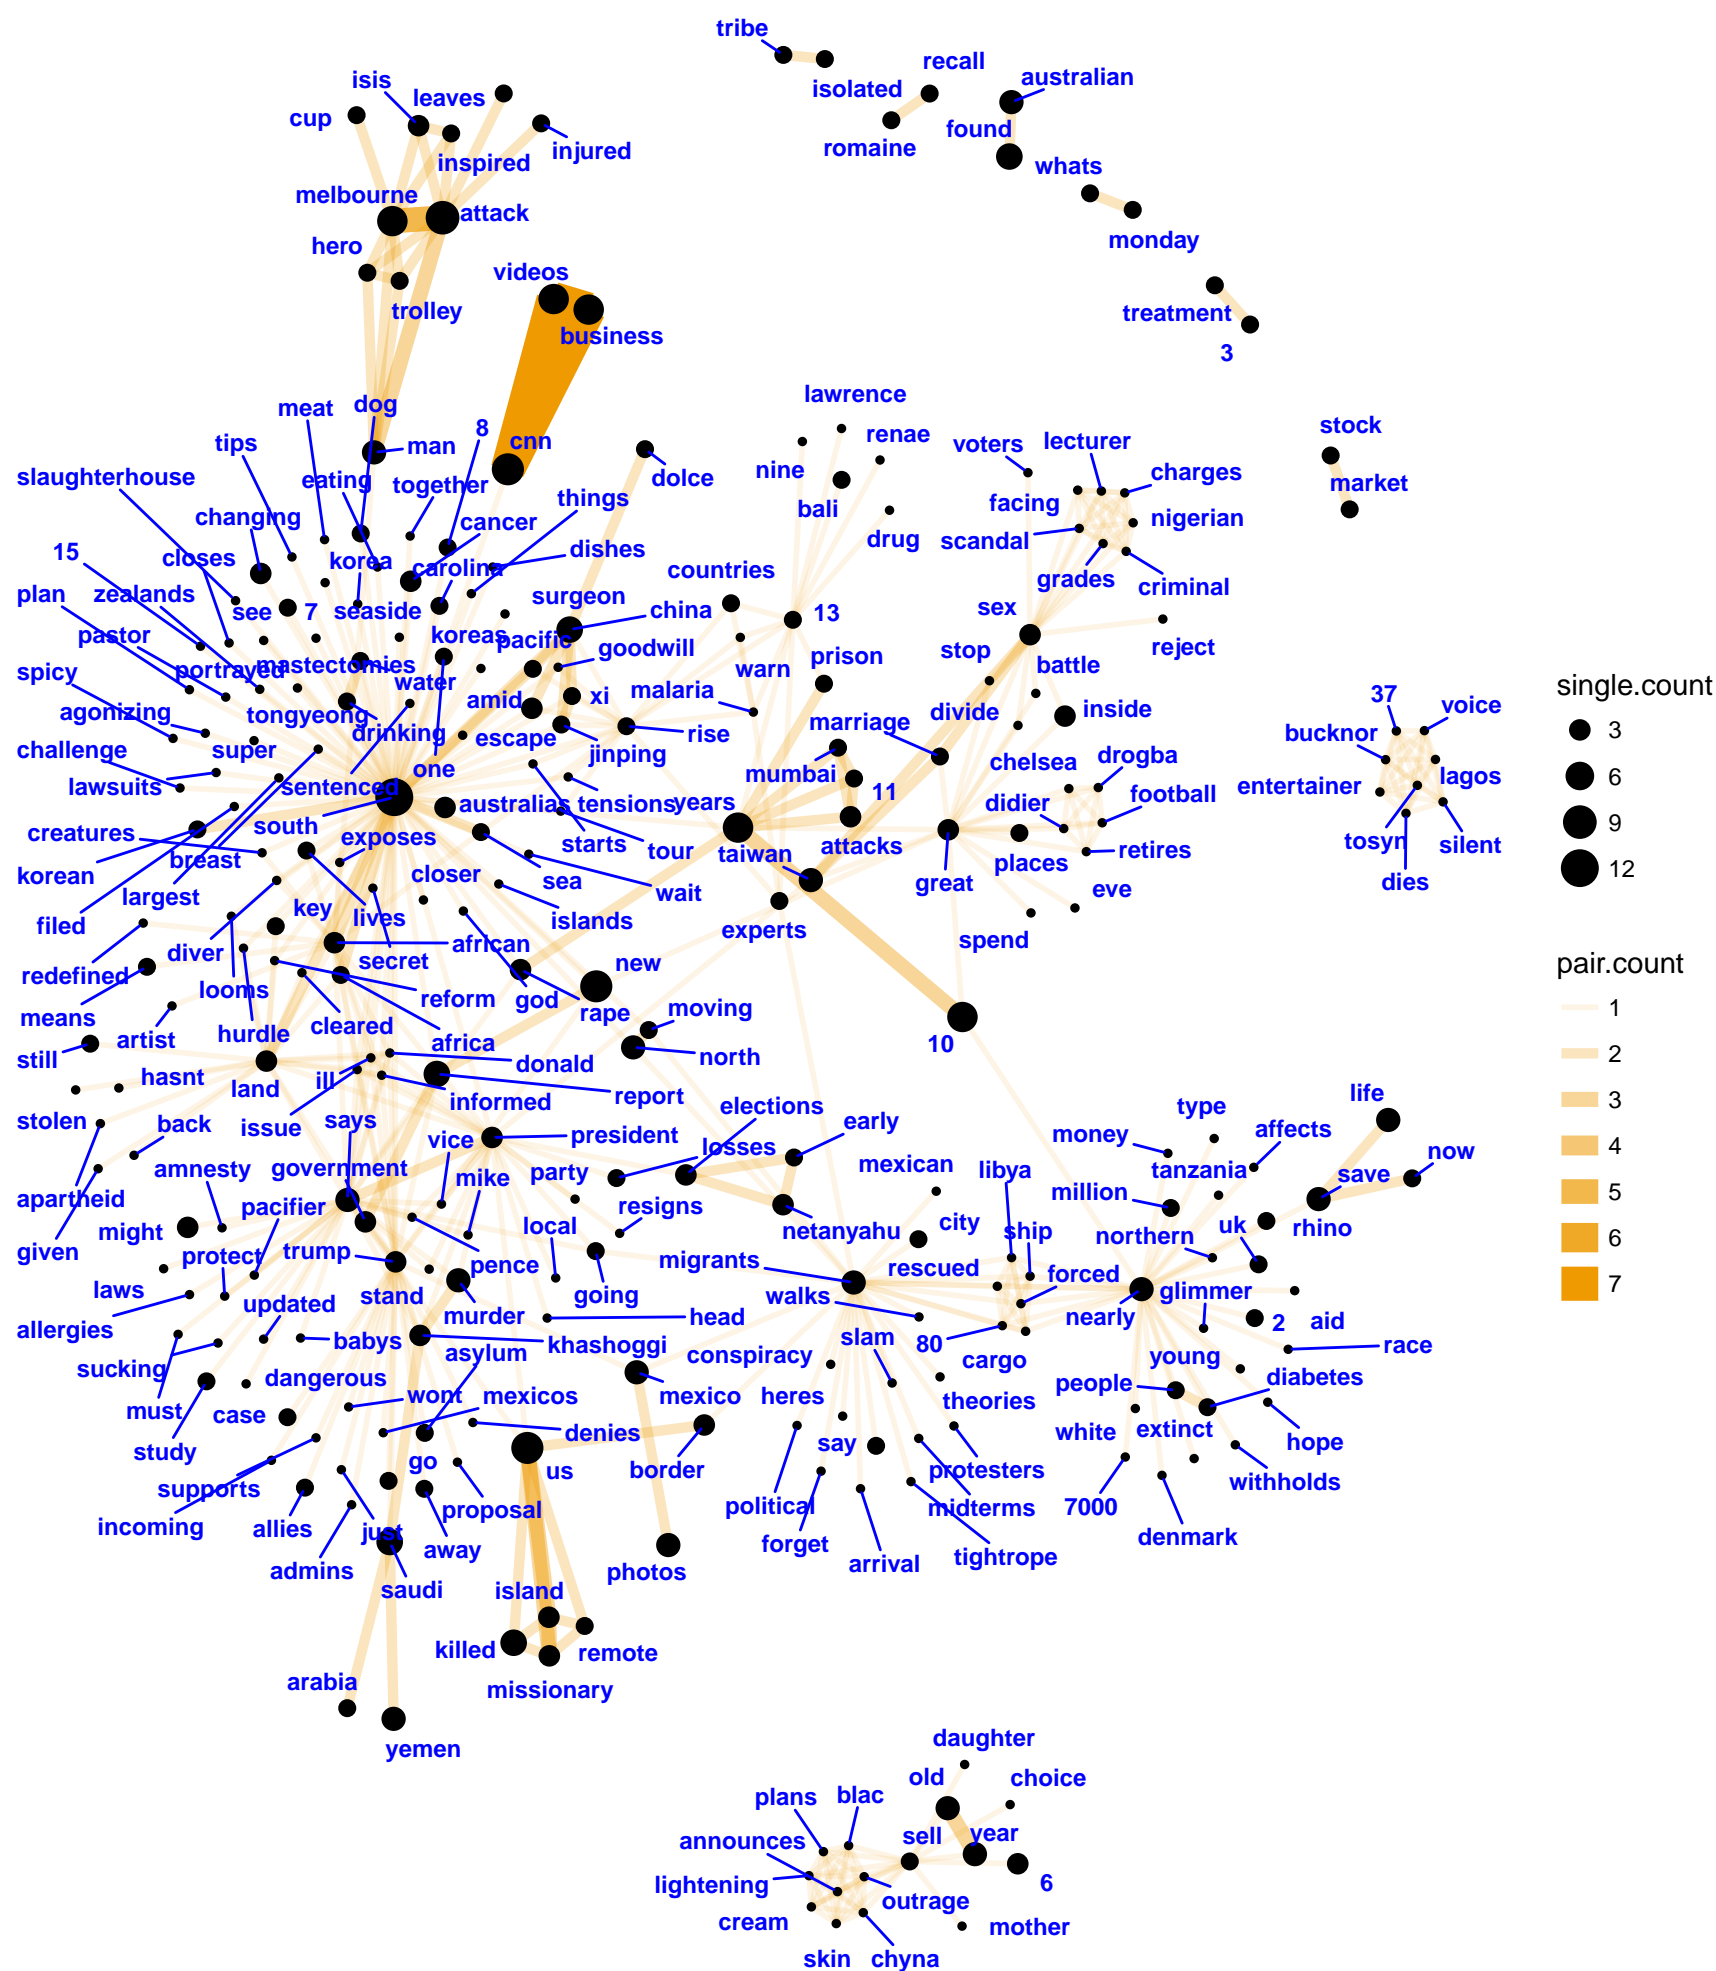 tribe
recall
isolated
australian
isis
leaves
cup
found
romaine
inspired
injured
whats
melbourne
attack
monday
hero
videos
trolley
business
treatment
3
lawrence
meat
dog
8
cnn
renae
voters
lecturer
stock
tips
man
nine
charges
slaughterhouse
eating
together
dolce
facing
market
changing
things
bali
nigerian
cancer
drug
scandal
15
closes
korea
carolina
dishes
countries
grades
criminal
plan
zealands
see
7
seaside
surgeon
china
13
sex
pastor
koreas
pacific
goodwill
stop
battle
reject
spicy
portrayed
mastectomies
water
warn
prison
single.count
agonizing
tongyeong
amid
xi
malaria
marriage
divide
inside
37
voice
3
challenge
super
drinking
escape
jinping
rise
bucknor
6
lawsuits
sentenced
one
mumbai
chelsea
drogba
entertainer
lagos
9
creatures
south
exposes
australias
tensions
years
11
didier
football
12
korean
breast
closer
starts
tour
taiwan
attacks
places
retires
tosyn
silent
filed
largest
key
lives
sea
wait
great
eve
dies
redefined
diver
secret
african
islands
experts
spend
looms
reform
god
rape
new
pair.count
means
artist
hurdle
cleared
moving
1
still
africa
donald
north
10
2
hasnt
land
ill
informed
report
elections
3
stolen
back
issue
says
vice
president
losses
early
type
life
4
amnesty
government
mike
party
mexican
money
affects
now
5
apartheid
pacifier
resigns
libya
tanzania
save
6
given
might
protect
trump
pence
local
netanyahu
city
ship
million
uk
rhino
7
laws
stand
going
migrants
rescued
northern
allergies
updated
murder
head
walks
forced
nearly
glimmer
2
aid
sucking
babys
khashoggi
asylum
conspiracy
slam
80
cargo
young
race
must
dangerous
wont
mexicos
mexico
heres
theories
people
diabetes
study
case
denies
white
extinct
hope
supports
go
us
border
say
protesters
withholds
incoming
allies
just
proposal
political
midterms
7000
admins
away
photos
forget
arrival
tightrope
denmark
saudi
island
killed
remote
arabia
missionary
yemen
daughter
plans
blac
old
choice
announces
sell
year
lightening
6
outrage
cream
mother
skin
chyna